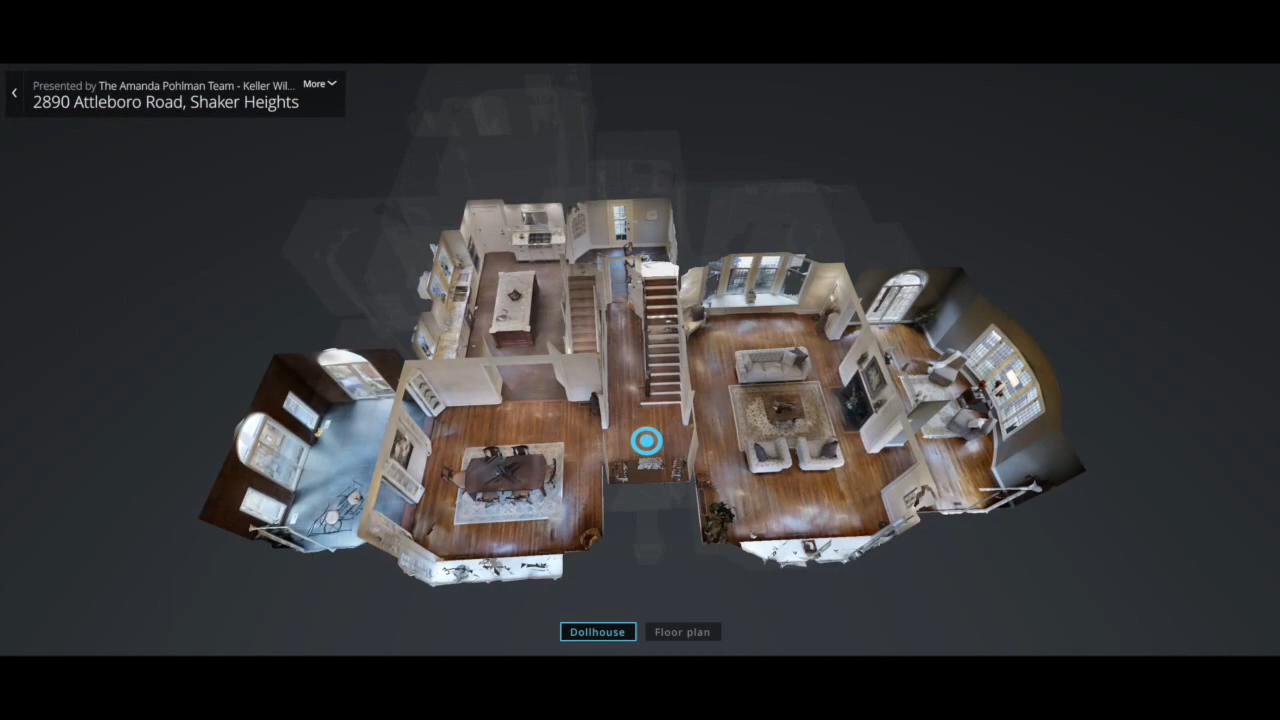 Presented by The Amanda Pohlman Team - Keller Wil... More
2890 Attleboro Road, Shaker Heights
Dollhouse Floor plan